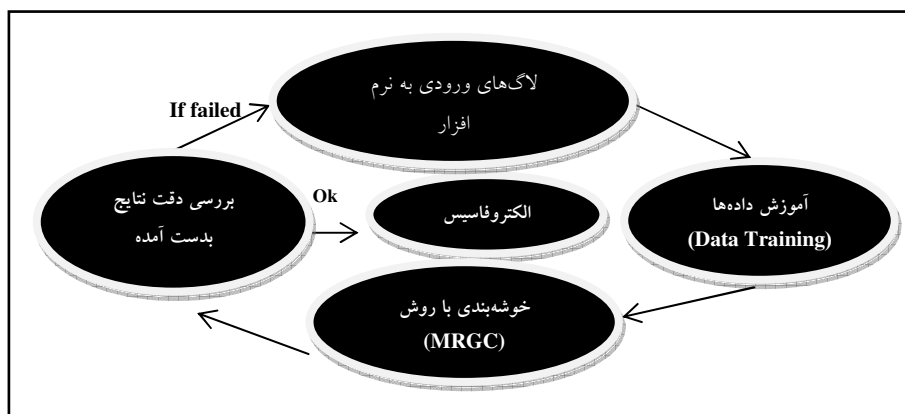 لاگ‌های ورودی به نرم
افزار
If failed
آموزش داده‌ها
(Data Training)
بررسی دقت نتایج
بدست آمده
Ok
الکتروفاسیس
خوشه‌بندی با روش
(MRGC)